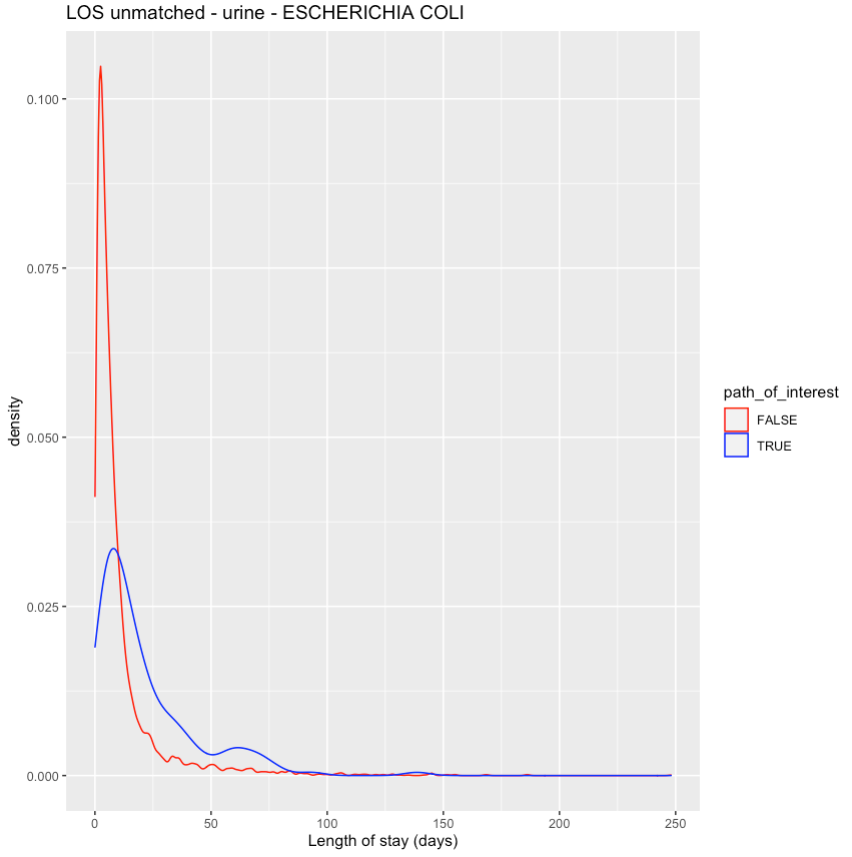 LOS unmatched - urine - ESCHERICHIA COLI
0.100
0.075
0.050
0.025
0.000
density
0 50 100 150 200 250
Length of stay (days)
path_of_interest
FALSE
TRUE